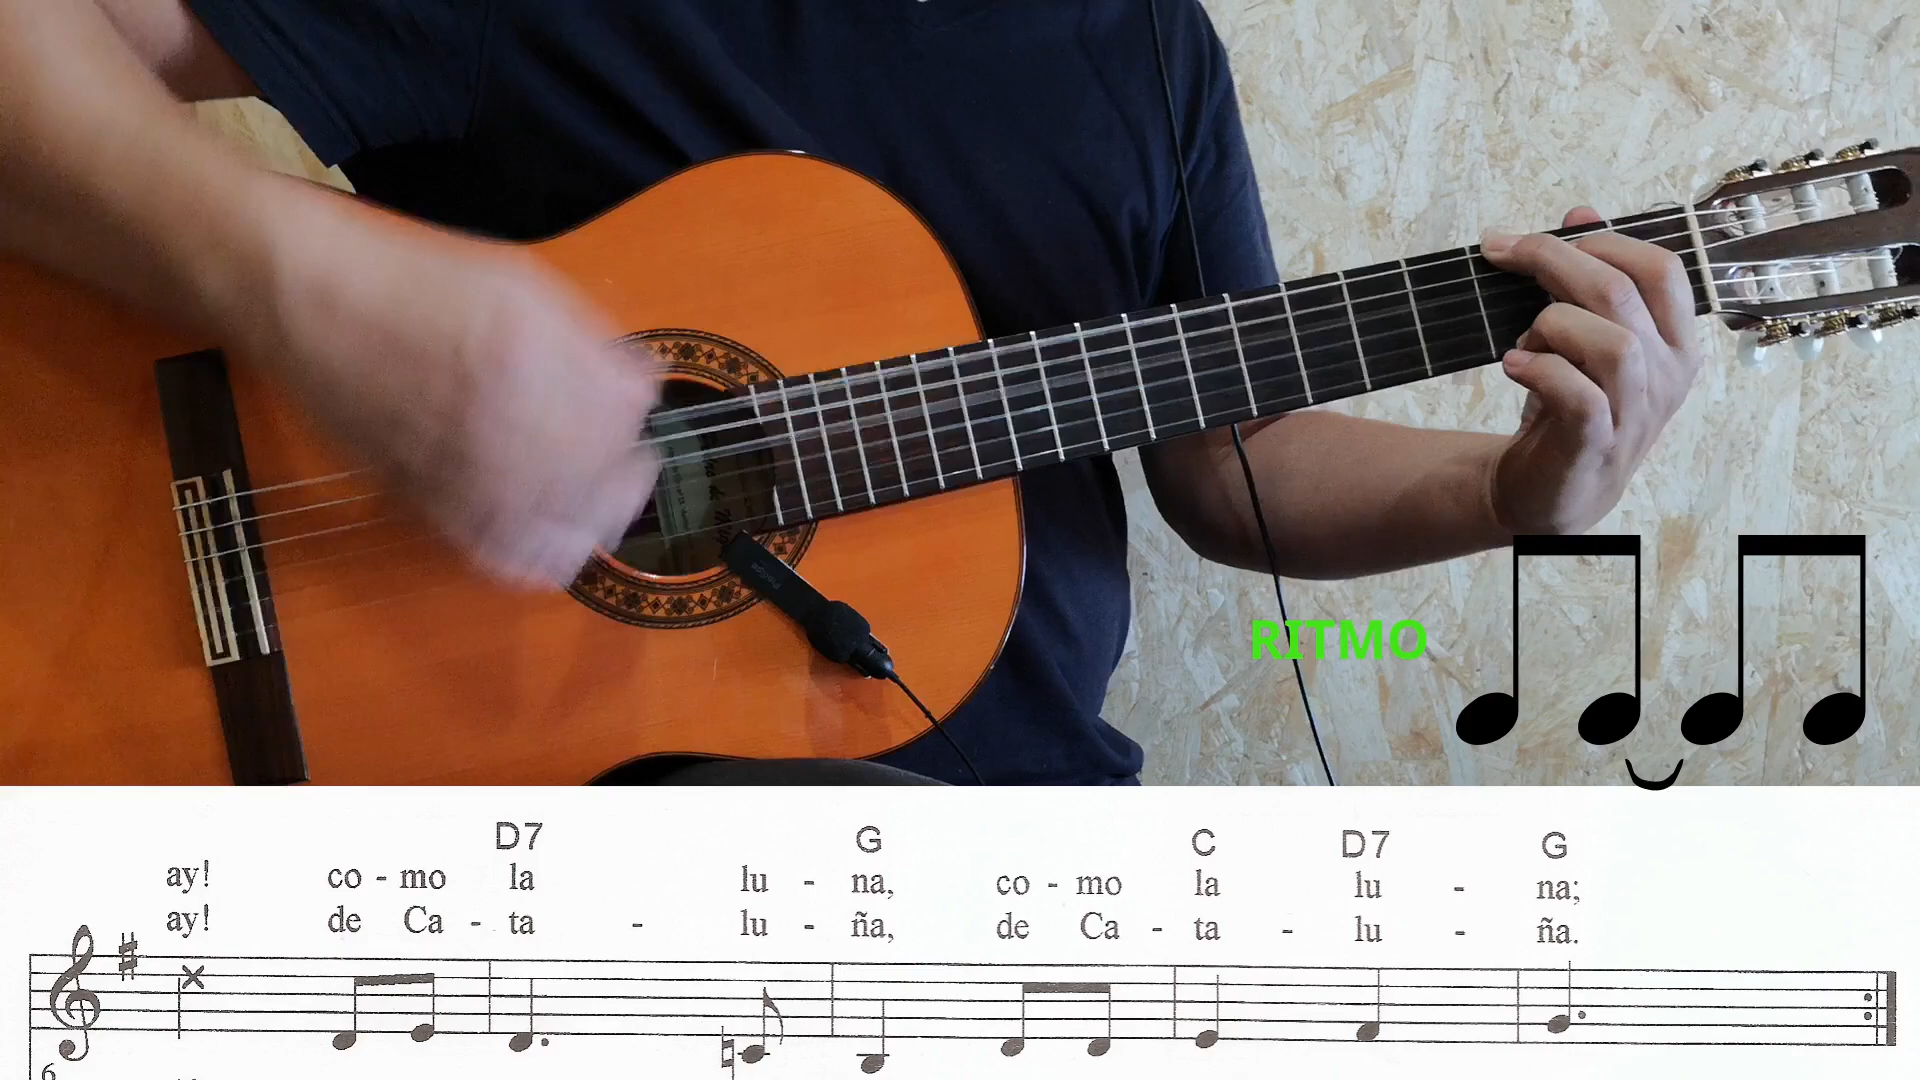 RITMO
D7 G C D7 G
ay! co - mo la lu - na, co - mo la lu - na;
ay! de Ca - ta - lu - ña, de Ca - ta - lu - ña.
6